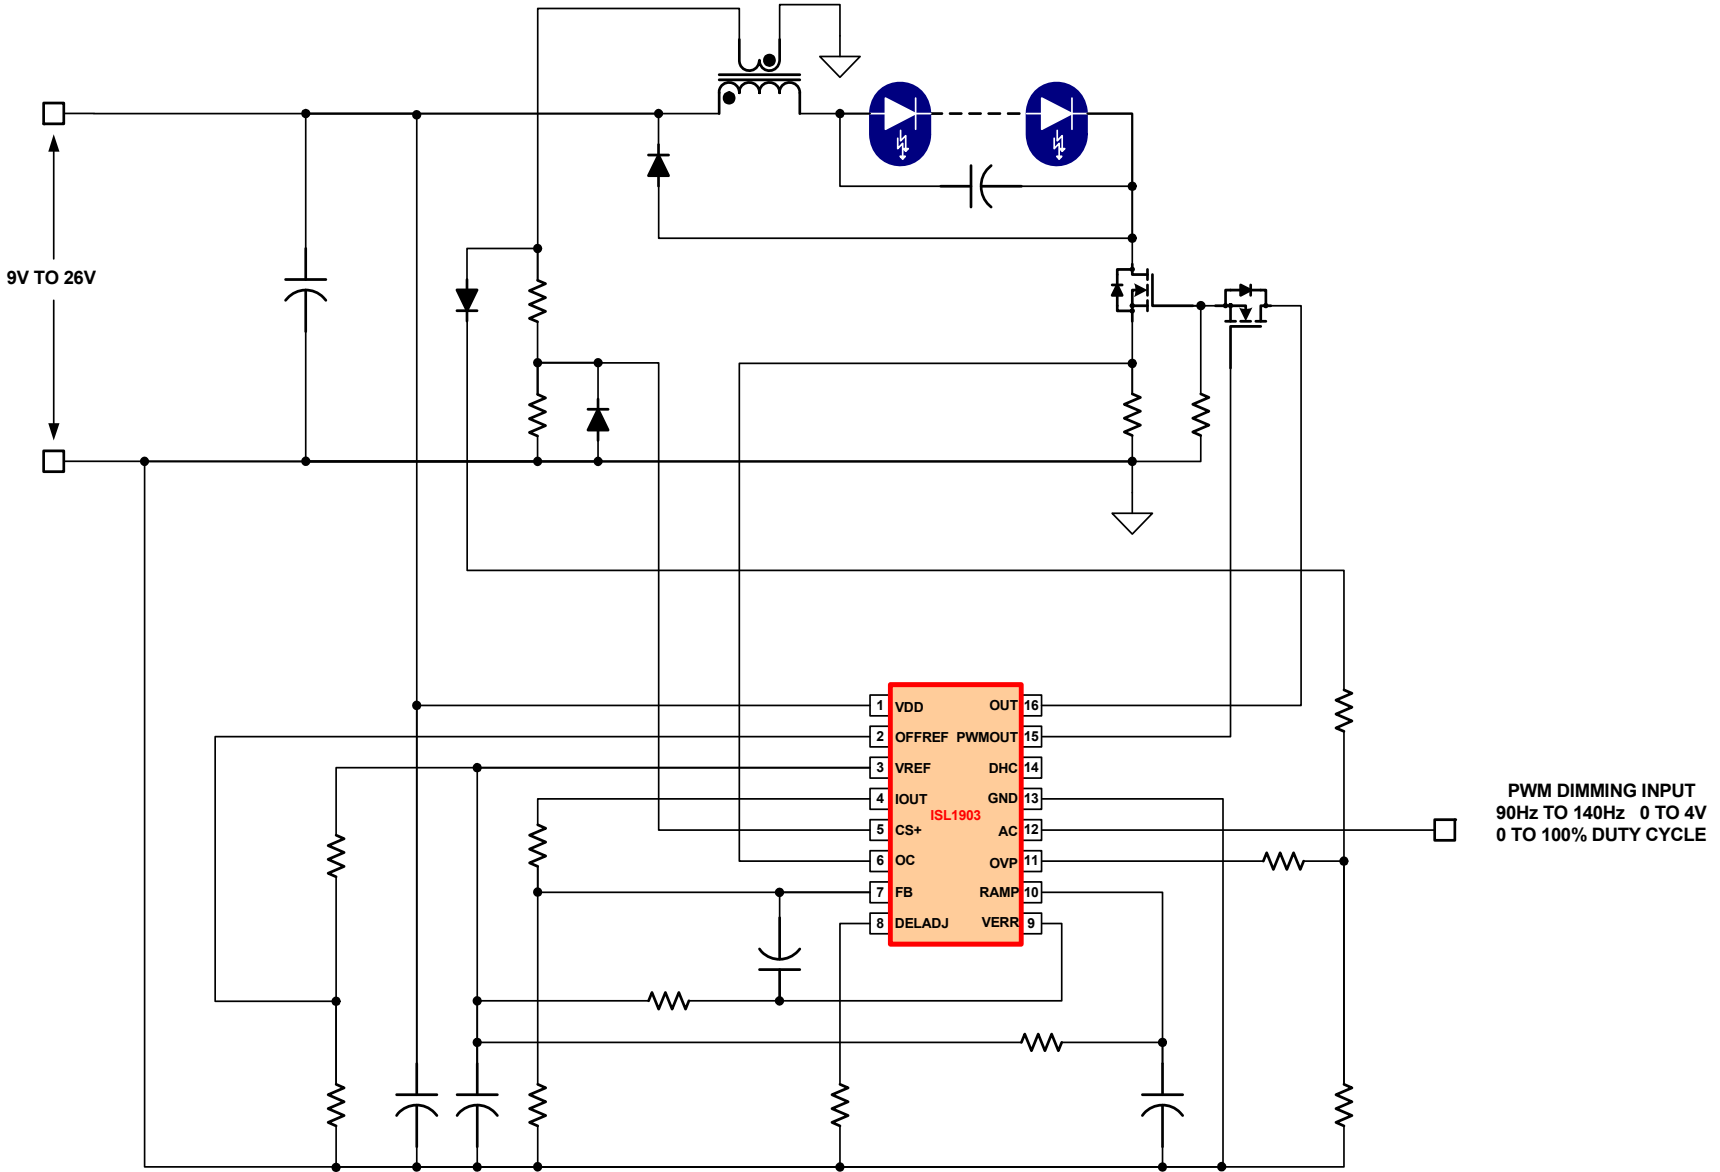 9V TO 26V
1 VDD OUT 16
2 OFFREF PWMOUT 15
3 VREF DHC 14
4 IOUT GND 13
ISL1903
5 CS+ AC 12
6 OC OVP 11
7 FB RAMP 10
8 DELADJ VERR 9
PWM DIMMING INPUT
90Hz TO 140Hz 0 TO 4V
0 TO 100% DUTY CYCLE